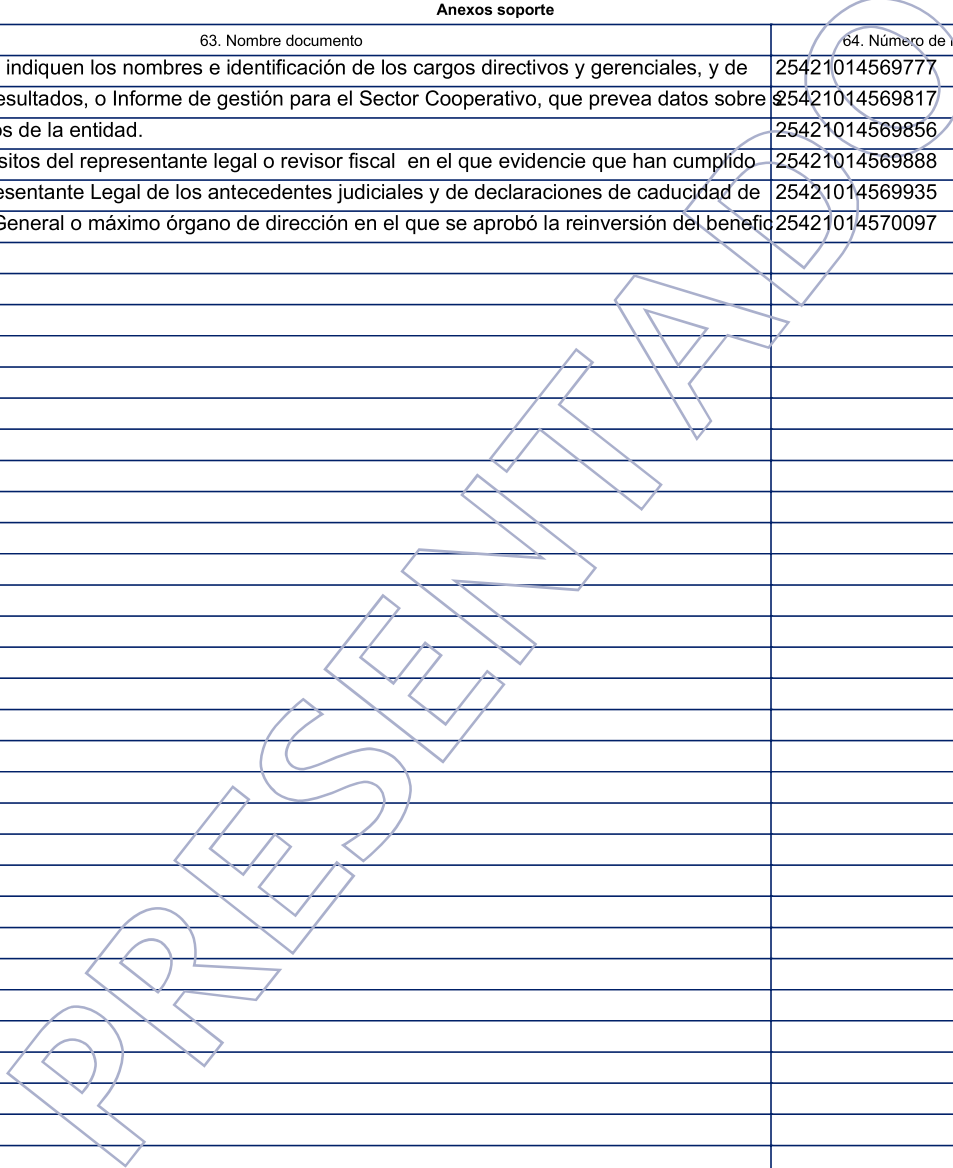 Anexos soporte
63. Nombre documento 64. Número de
indiquen los nombres e identificación de los cargos directivos y gerenciales, y de 25421014569777
esultados, o Informe de gestión para el Sector Cooperativo, que prevea datos sobre s 25421014569817
os de la entidad. 25421014569856
sitos del representante legal o revisor fiscal en el que evidencie que han cumplido 25421014569888
esentante Legal de los antecedentes judiciales y de declaraciones de caducidad de 25421014569935
General o máximo órgano de dirección en el que se aprobó la reinversión del benefic 25421014570097
PRESENTADO